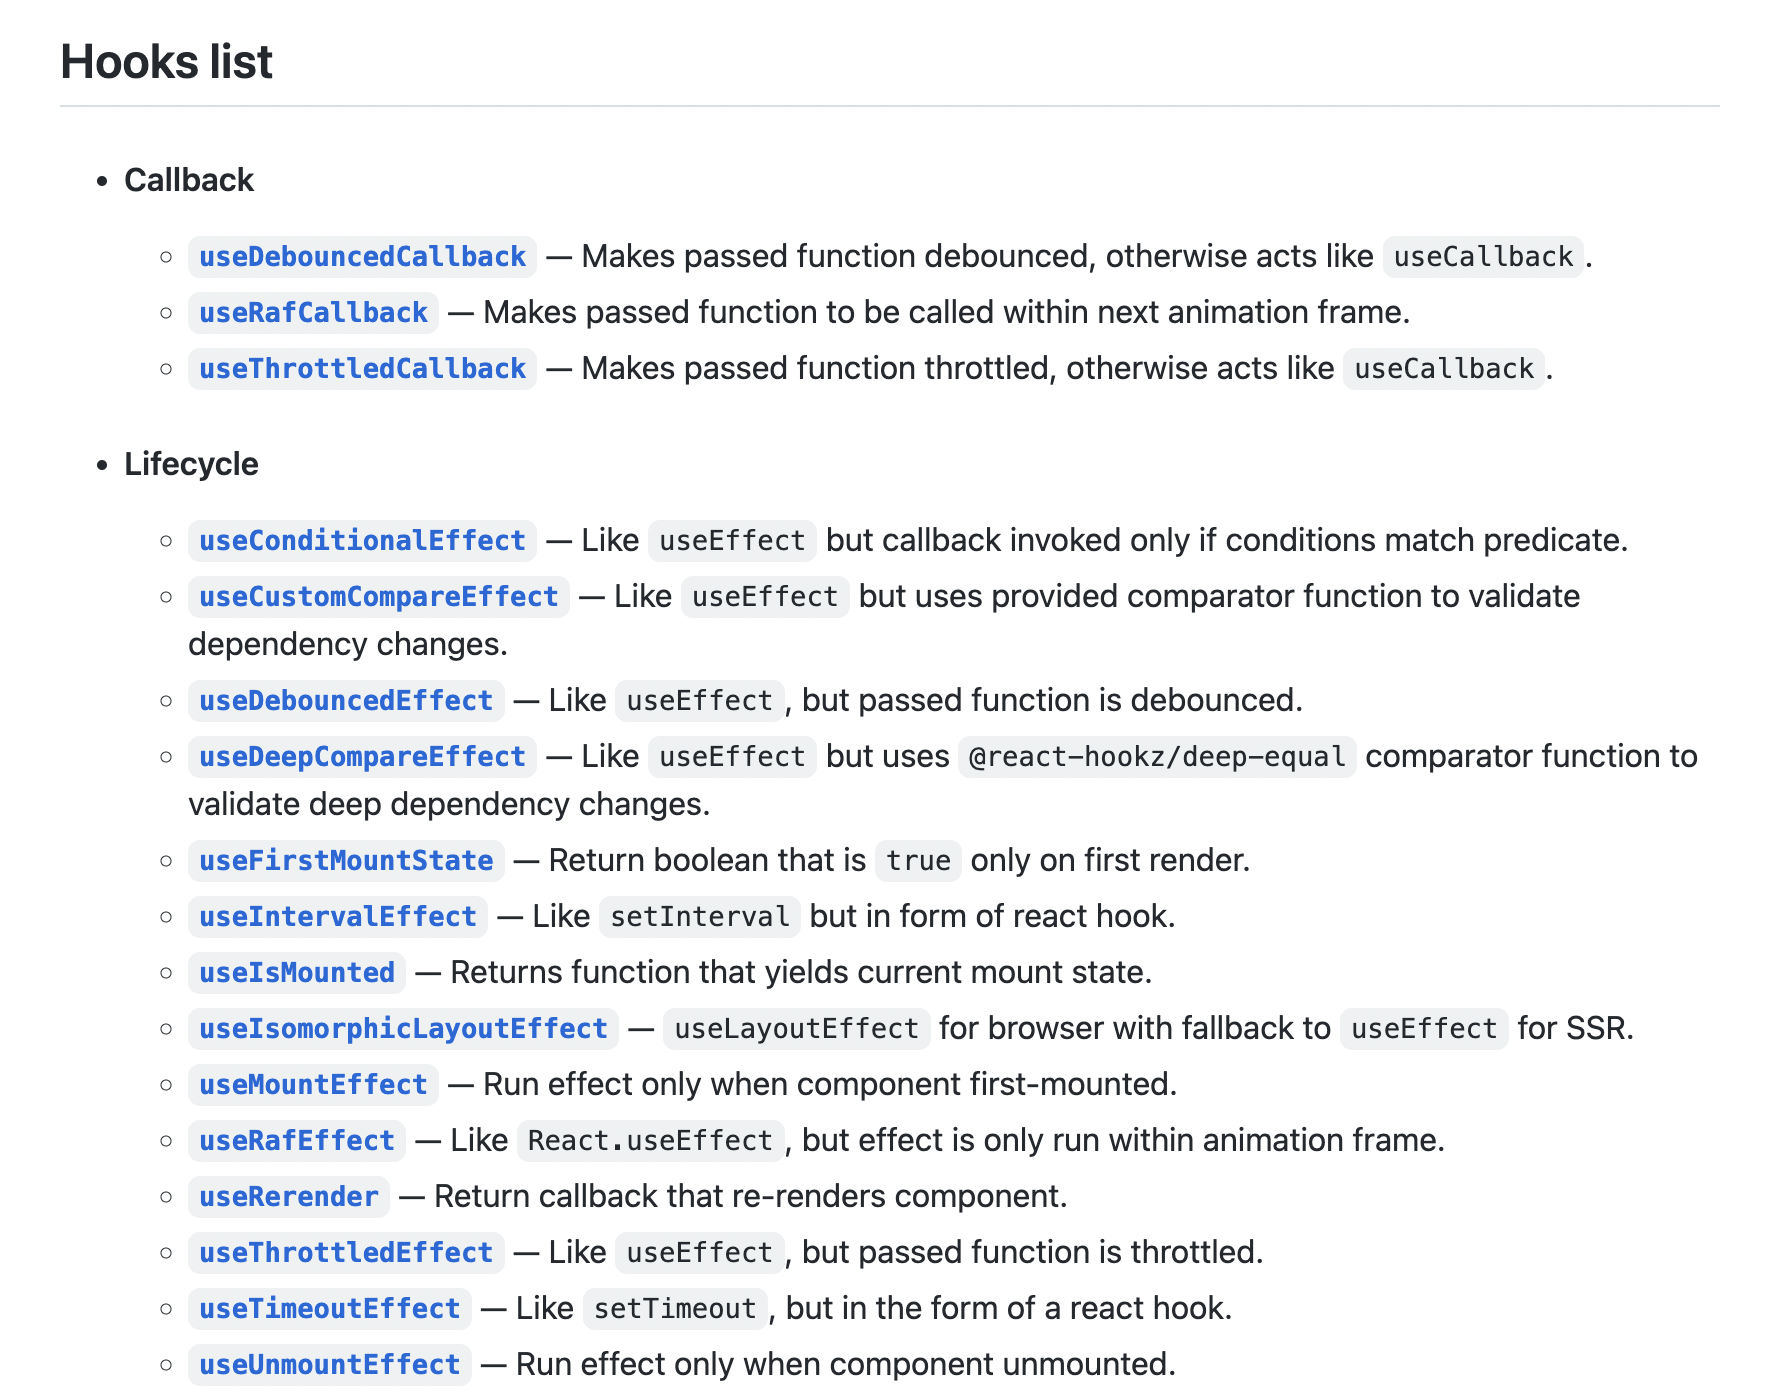 Hooks list
Callback
useDebouncedCallback — Makes passed function debounced, otherwise acts like useCallback.
useRafCallback — Makes passed function to be called within next animation frame.
useThrottledCallback — Makes passed function throttled, otherwise acts like useCallback.
Lifecycle
useConditionalEffect — Like useEffect but callback invoked only if conditions match predicate.
useCustomCompareEffect — Like useEffect but uses provided comparator function to validate
dependency changes.
useDebouncedEffect — Like useEffect, but passed function is debounced.
useDeepCompareEffect — Like useEffect but uses @react-hookz/deep-equal comparator function to
validate deep dependency changes.
useFirstMountState — Return boolean that is true only on first render.
useIntervalEffect — Like setInterval but in form of react hook.
useIsMounted — Returns function that yields current mount state.
useIsomorphicLayoutEffect — useLayoutEffect for browser with fallback to useEffect for SSR.
useMountEffect — Run effect only when component first-mounted.
useRafEffect — Like React.useEffect, but effect is only run within animation frame.
useRerender — Return callback that re-renders component.
useThrottledEffect — Like useEffect, but passed function is throttled.
useTimeoutEffect — Like setTimeout, but in the form of a react hook.
useUnmountEffect — Run effect only when component unmounted.